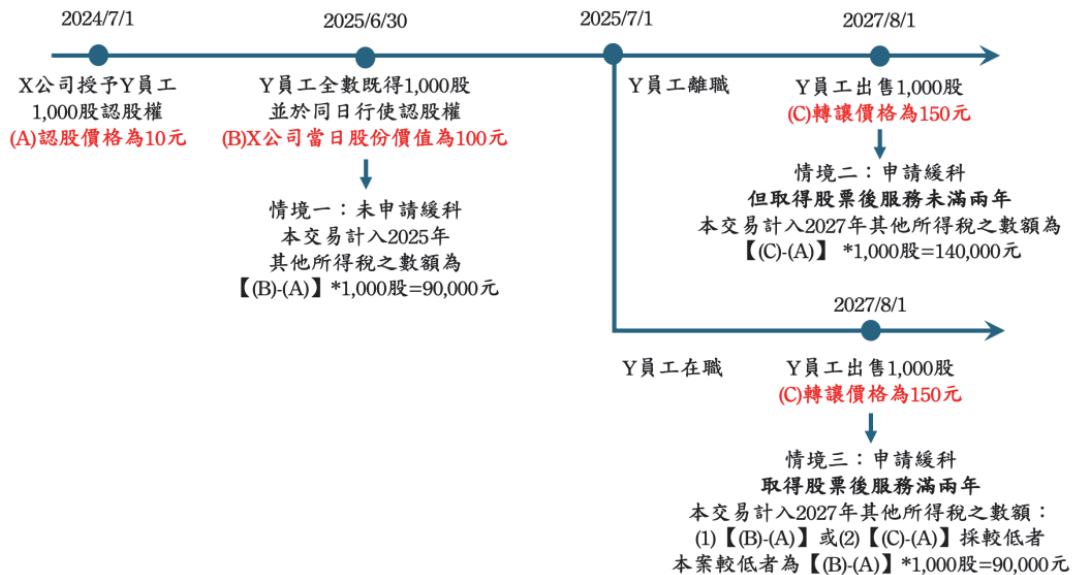 2024/7/1
X公司授予Y員工
1,000股認股權
(A)認股價格為10元
2025/6/30
Y員工全數既得1,000股
並於同日行使認股權
(B)X公司當日股份價值為100元
情境一：未申請緩科
本交易計入2025年
其他所得稅之數額為
【(B)-(A)】*1,000股=90,000元
2025/7/1
Y員工離職
2027/8/1
Y員工出售1,000股
(C)轉讓價格為150元
情境二：申請緩科
但取得股票後服務未滿兩年
本交易計入2027年其他所得稅之數額為
【(C)-(A)】 *1,000股=140,000元
Y員工在職
2027/8/1
Y員工出售1,000股
(C)轉讓價格為150元
情境三：申請緩科
取得股票後服務滿兩年
本交易計入2027年其他所得稅之數額：
(1)【(B)-(A)】或(2)【(C)-(A)】採較低者
本案較低者為【(B)-(A)】*1,000股=90,000元